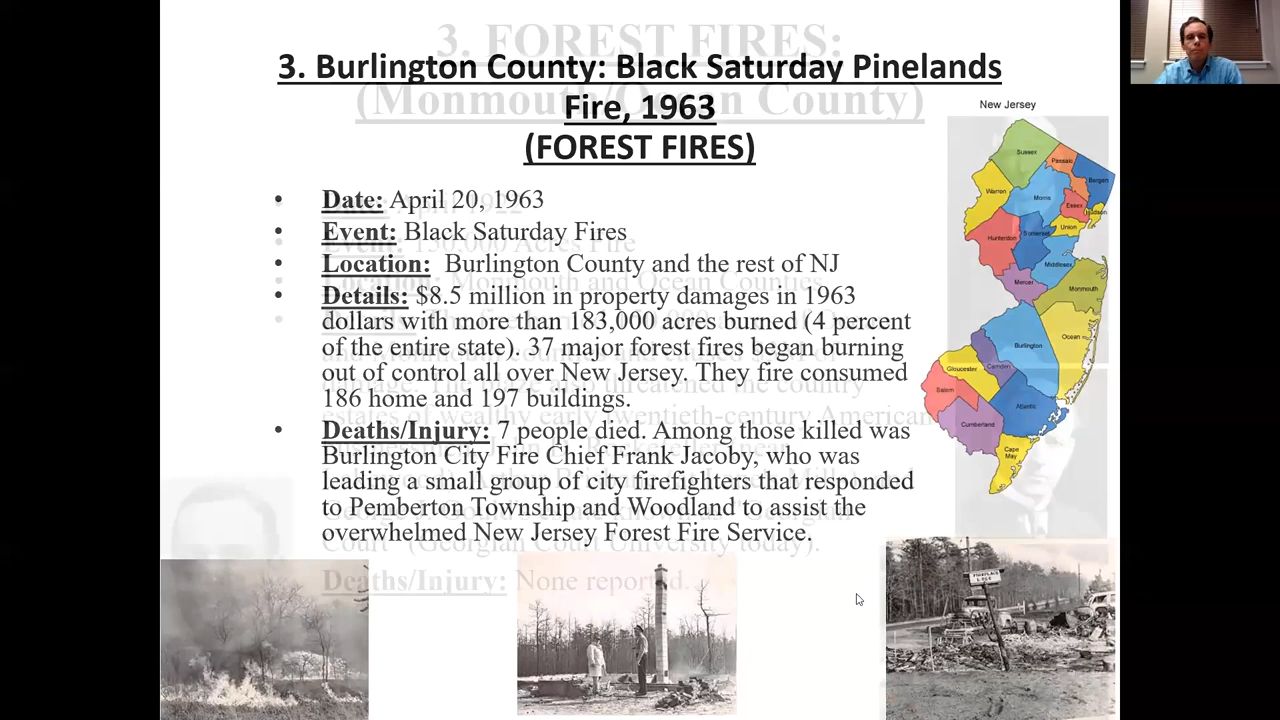 3. FOREST FIRES:
(Monmouth/Ocean County)
3. Burlington County: Black Saturday Pinelands
Fire, 1963
(FOREST FIRES)
• Date: April 20, 1963
• Event: Black Saturday Fires
• Location: Burlington County and the rest of NJ
• Details: $8.5 million in property damages in 1963
dollars with more than 183,000 acres burned (4 percent
of the entire state). 37 major forest fires began burning
out of control all over New Jersey. They fire consumed
186 home and 197 buildings.
• Deaths/Injury: 7 people died. Among those killed was
Burlington City Fire Chief Frank Jacoby, who was
leading a small group of city firefighters that responded
to Pemberton Township and Woodland to assist the
overwhelmed New Jersey Forest Fire Service.
Court" (Georgian Court University today).
Deaths/Injury: None reported.
New Jersey
Sussex
Passaic
Bergen
Warren
Morris
Essex
Hudson
Union
Hunterdon
Somerset
Middlesex
Mercer
Monmouth
Ocean
Burlington
Gloucester
Camden
Salem
Atlantic
Cumberland
Cape
May